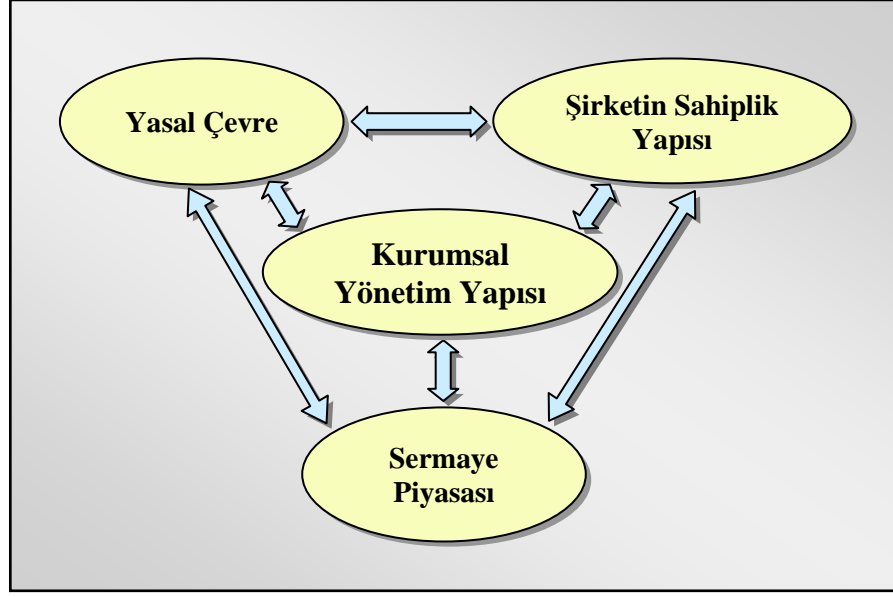 Yasal Çevre
Şirketin Sahiplik
Yapısı
Kurumsal
Yönetim Yapısı
Sermaye
Piyasası